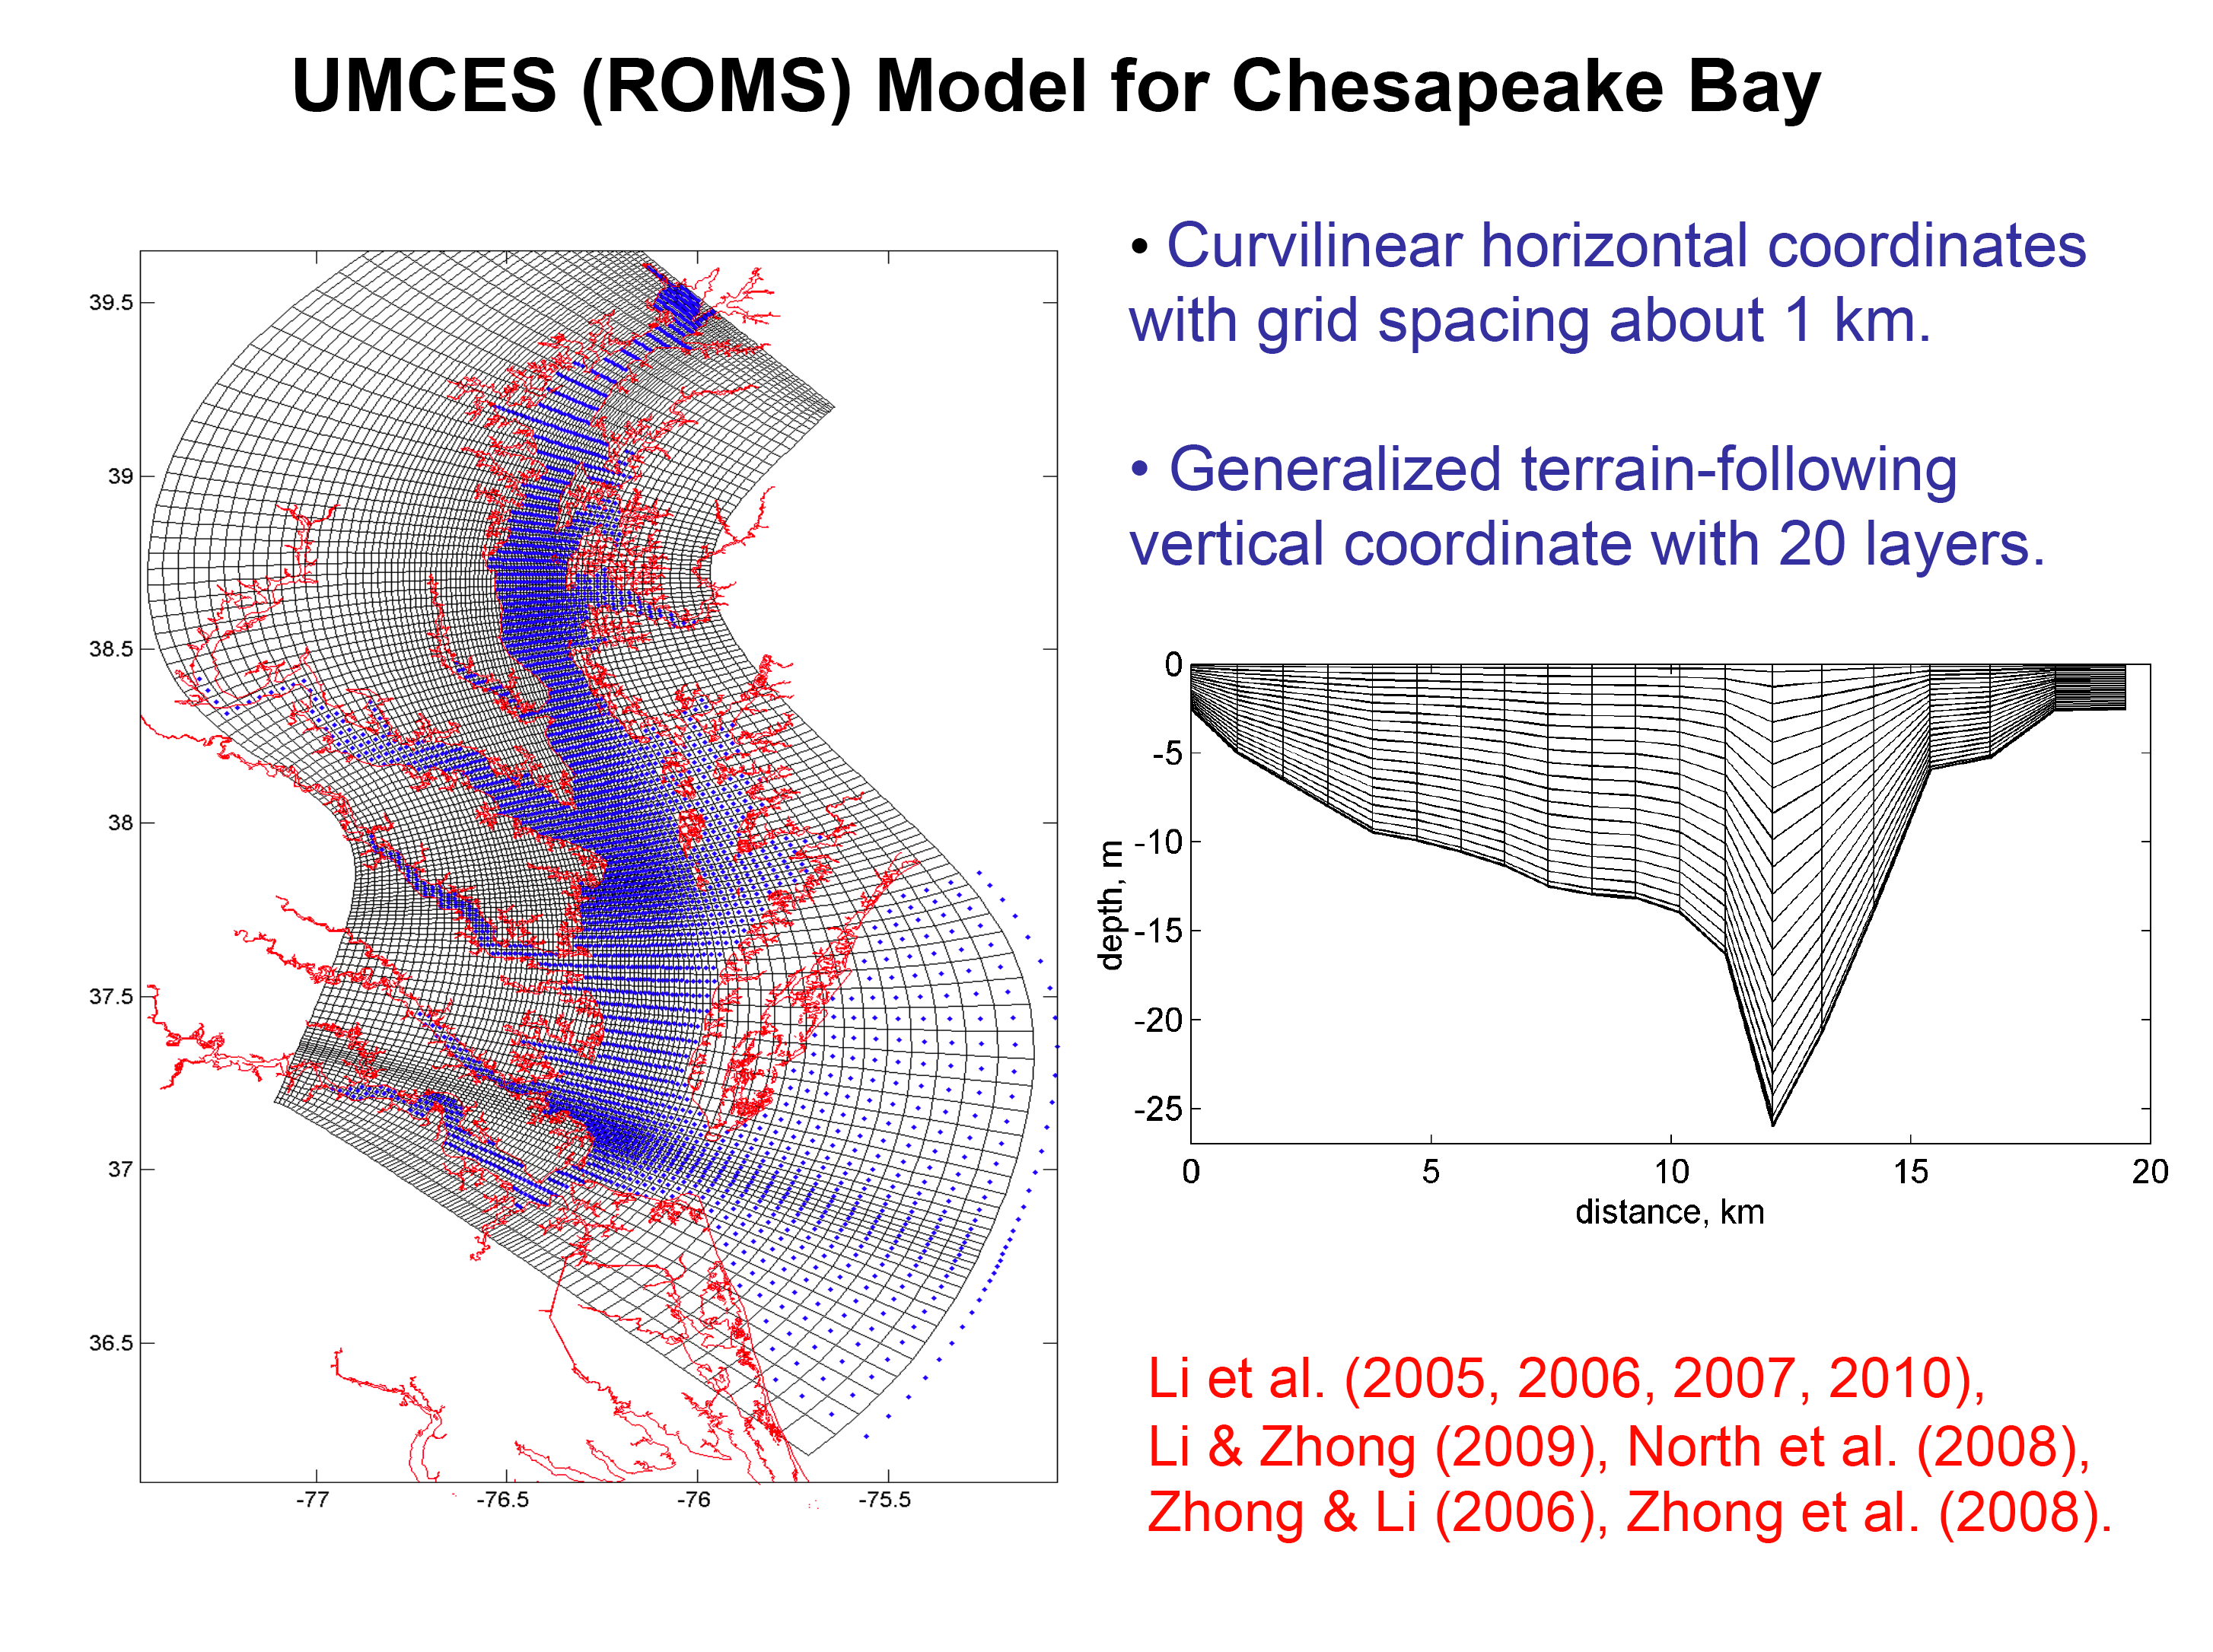 UMCES (ROMS) Model for Chesapeake Bay
• Curvilinear horizontal coordinates
with grid spacing about 1 km.
• Generalized terrain-following
vertical coordinate with 20 layers.
39.5
39
38.5
38
37.5
37
36.5
-77
-76.5
-76
-75.5
0
-5
-10
-15
-20
-25
depth, m
0
5
10
15
20
distance, km
Li et al. (2005, 2006, 2007, 2010),
Li & Zhong (2009), North et al. (2008),
Zhong & Li (2006), Zhong et al. (2008).